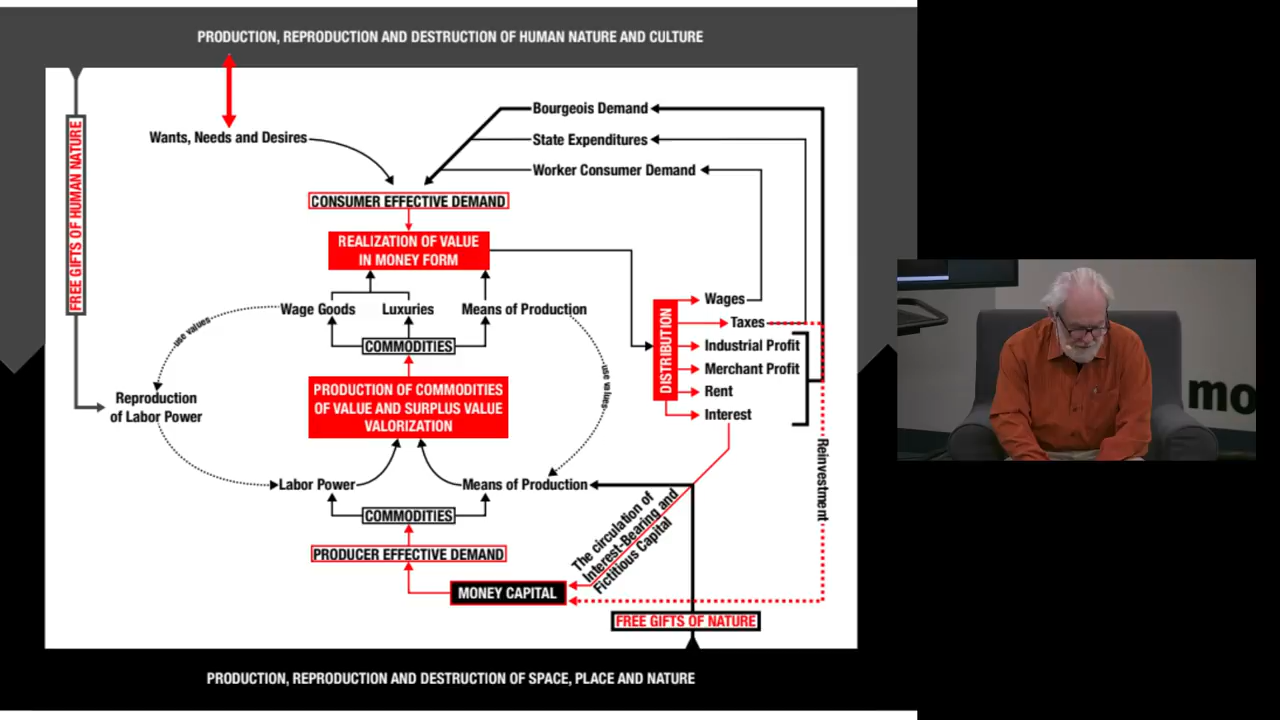 PRODUCTION, REPRODUCTION AND DESTRUCTION OF HUMAN NATURE AND CULTURE
FREE GIFTS OF HUMAN NATURE
Wants, Needs and Desires
Bourgeois Demand
State Expenditures
Worker Consumer Demand
CONSUMER EFFECTIVE DEMAND
REALIZATION OF VALUE
IN MONEY FORM
Wage Goods
Luxuries
Means of Production
COMMODITIES
use values
use values
PRODUCTION OF COMMODITIES
OF VALUE AND SURPLUS VALUE
VALORIZATION
Reproduction
of Labor Power
Labor Power
Means of Production
COMMODITIES
PRODUCER EFFECTIVE DEMAND
MONEY CAPITAL
DISTRIBUTION
Wages
Taxes
Industrial Profit
Merchant Profit
Rent
Interest
Reinvestment
The circulation of
Interest-Bearing and
Fictitious Capital
FREE GIFTS OF NATURE
PRODUCTION, REPRODUCTION AND DESTRUCTION OF SPACE, PLACE AND NATURE
mo